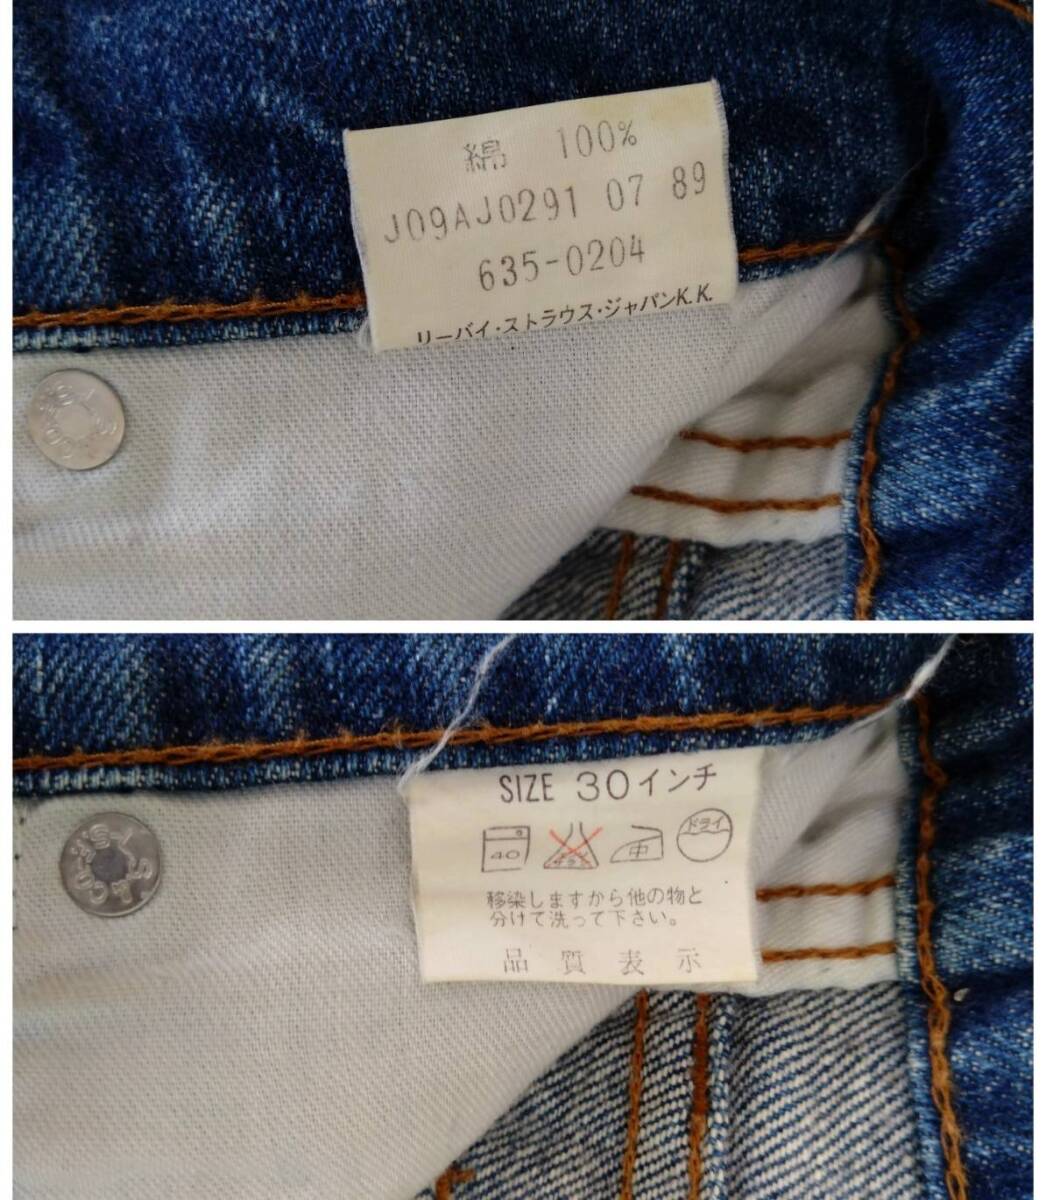 綿 100%
J09AJ0291 07 89
635-0204
リーバイ・ストラウス・ジャパンK.K.
SIZE 30インチ
40 中 ドライ
移染しますから他の物と
分けて洗って下さい。
品質表示